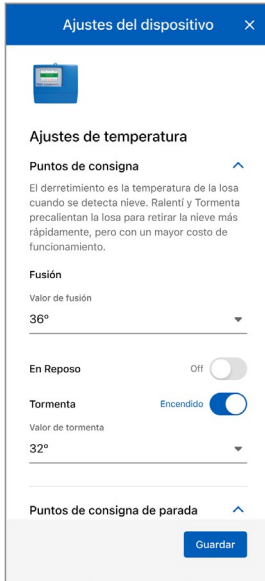 Ajustes del dispositivo
Ajustes de temperatura
Puntos de consigna
El derretimiento es la temperatura de la losa
cuando se detecta nieve. Ralentí y Tormenta
precalientan la losa para retirar la nieve más
rápidamente, pero con un mayor costo de
funcionamiento.
Fusión
Valor de fusión
36°
En Reposo Off
Tormenta Encendido
Valor de tormenta
32°
Puntos de consigna de parada
Guardar